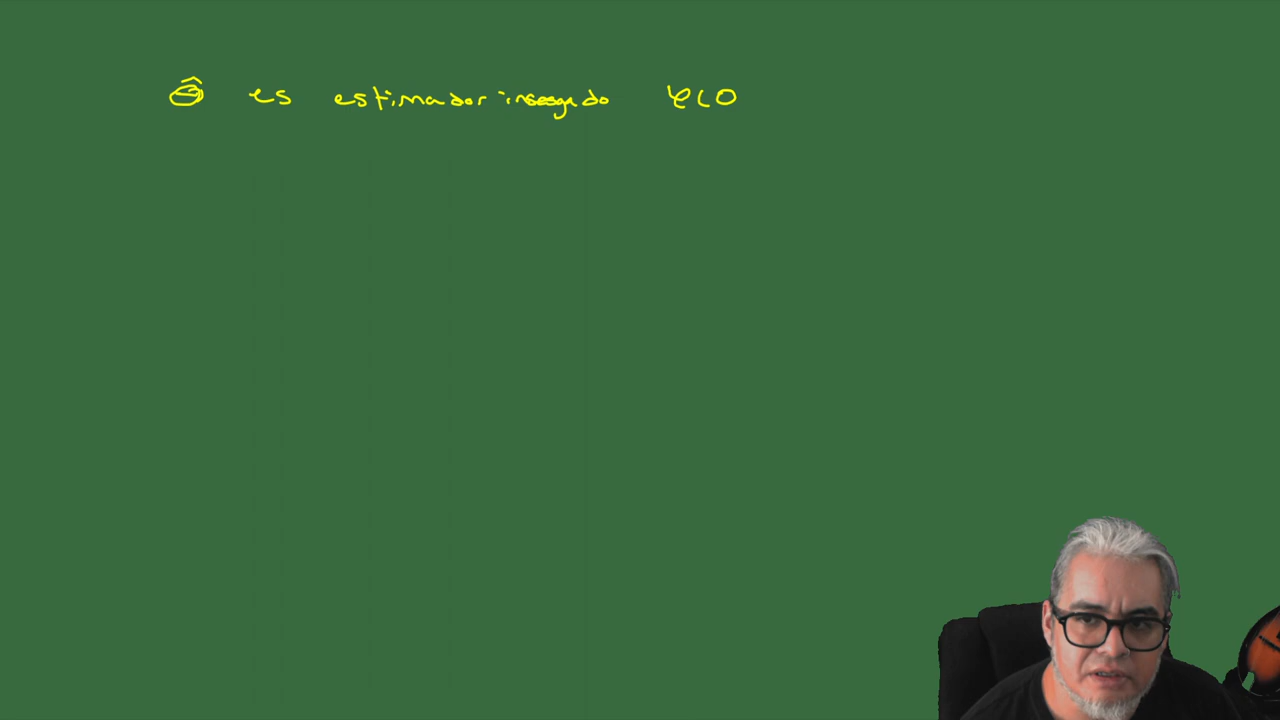 Θ̂ es estimador insesgado φ(Θ